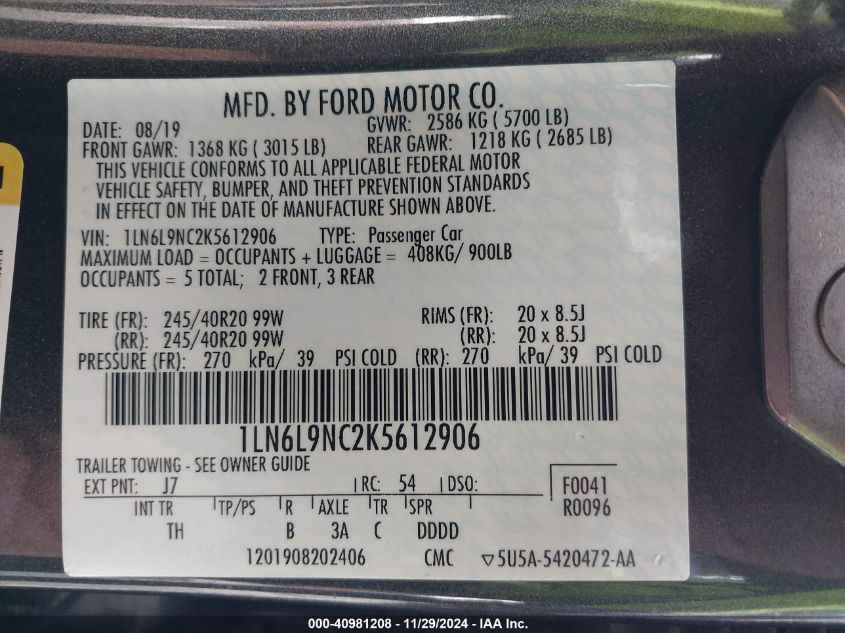 MFD. BY FORD MOTOR CO.
DATE: 08/19 GVWR: 2586 KG ( 5700 LB)
FRONT GAWR: 1368 KG ( 3015 LB) REAR GAWR: 1218 KG ( 2685 LB)
THIS VEHICLE CONFORMS TO ALL APPLICABLE FEDERAL MOTOR
VEHICLE SAFETY, BUMPER, AND THEFT PREVENTION STANDARDS
IN EFFECT ON THE DATE OF MANUFACTURE SHOWN ABOVE.
VIN: 1LN6L9NC2K5612906 TYPE: Passenger Car
MAXIMUM LOAD = OCCUPANTS + LUGGAGE = 408KG/ 900LB
OCCUPANTS = 5 TOTAL; 2 FRONT, 3 REAR
TIRE (FR): 245/40R20 99W RIMS (FR): 20 x 8.5J
(RR): 245/40R20 99W (RR): 20 x 8.5J
PRESSURE (FR): 270 kPa/ 39 PSI COLD (RR): 270 kPa/ 39 PSI COLD
1LN6L9NC2K5612906
TRAILER TOWING - SEE OWNER GUIDE
EXT PNT: J7 RC: 54 DSO: F0041
INT TR TP/PS R AXLE TR SPR R0096
TH B 3A C DDDD
1201908202406 CMC ▽5U5A-5420472-AA
000-40981208 - 11/29/2024 - IAA Inc.